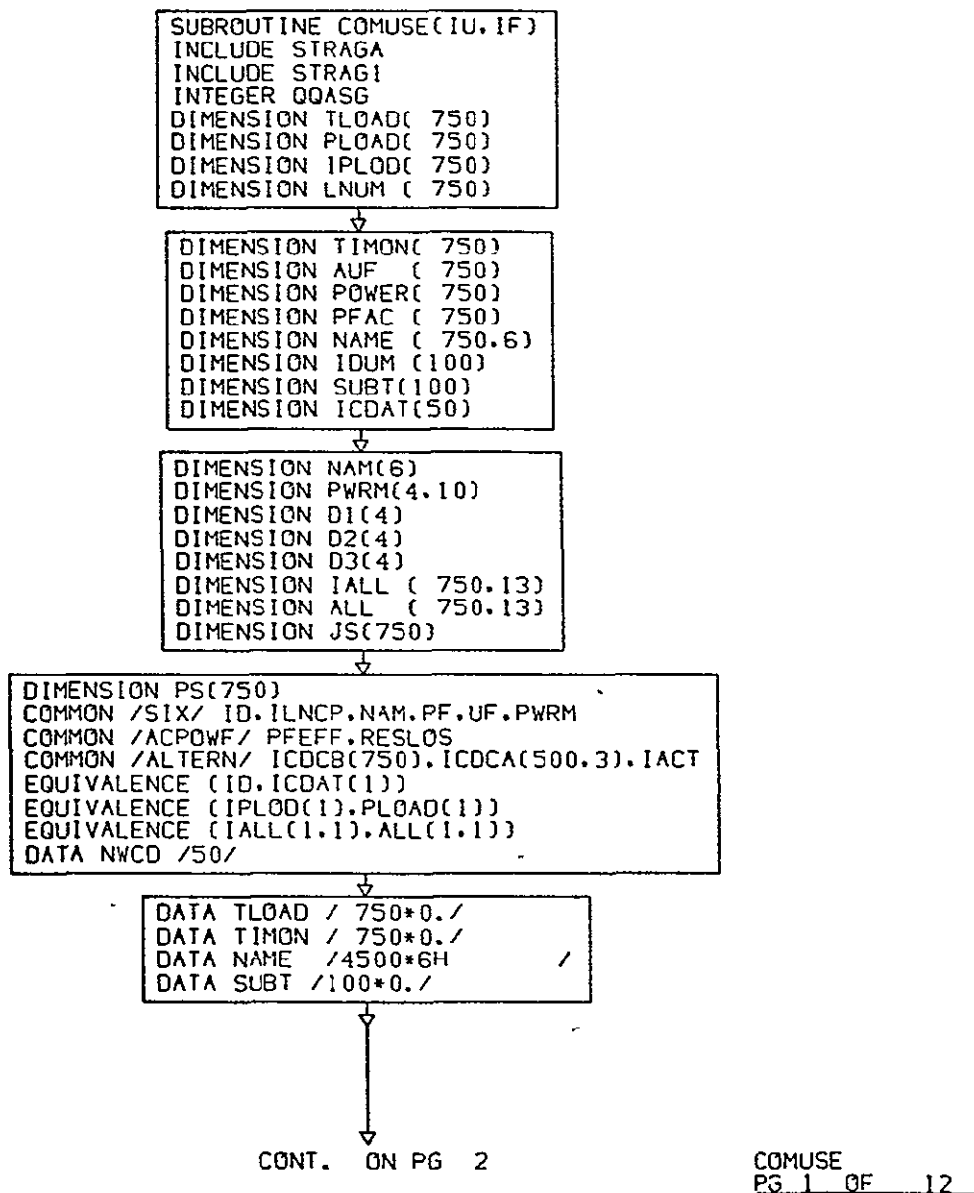 SUBROUTINE COMUSE(IU.IF)
INCLUDE STRAGA
INCLUDE STRAG1
INTEGER QQASG
DIMENSION TLOAD( 750)
DIMENSION PLOAD( 750)
DIMENSION IPLOD( 750)
DIMENSION LNUM ( 750)
DIMENSION TIMON( 750)
DIMENSION AUF  ( 750)
DIMENSION POWER( 750)
DIMENSION PFAC ( 750)
DIMENSION NAME ( 750.6)
DIMENSION IDUM (100)
DIMENSION SUBT(100)
DIMENSION ICDAT(50)
DIMENSION NAM(6)
DIMENSION PWRM(4.10)
DIMENSION D1(4)
DIMENSION D2(4)
DIMENSION D3(4)
DIMENSION IALL ( 750.13)
DIMENSION ALL  ( 750.13)
DIMENSION JS(750)
DIMENSION PS(750)
COMMON /SIX/ ID.ILNCP.NAM.PF.UF.PWRM
COMMON /ACPOWF/ PFEFF.RESLOS
COMMON /ALTERN/ ICDCB(750).ICDCA(500.3).IACT
EQUIVALENCE (ID.ICDAT(1))
EQUIVALENCE (IPLOD(1).PLOAD(1))
EQUIVALENCE (IALL(1.1).ALL(1.1))
DATA NWCD /50/
DATA TLOAD / 750*0./
DATA TIMON / 750*0./
DATA NAME  /4500*6H      /
DATA SUBT /100*0./
CONT.  ON PG  2
COMUSE
PG 1 OF 12